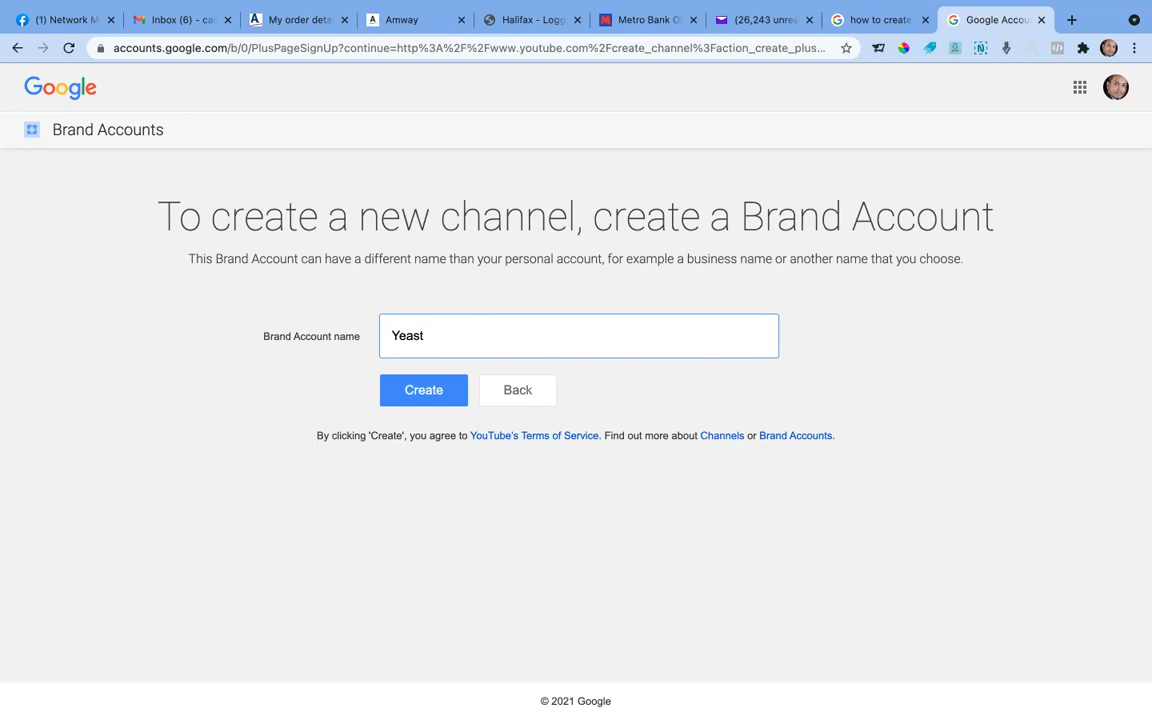 (1) Network M
Inbox (6) - ca
My order deta
Amway
Halifax - Logg
Metro Bank O
(26,243 unre
how to create
Google Accou
accounts.google.com/b/0/PlusPageSignUp?continue=http%3A%2F%2Fwww.youtube.com%2Fcreate_channel%3Faction_create_plus...
Google
Brand Accounts
To create a new channel, create a Brand Account
This Brand Account can have a different name than your personal account, for example a business name or another name that you choose.
Brand Account name
Yeast
Create
Back
By clicking 'Create', you agree to YouTube's Terms of Service. Find out more about Channels or Brand Accounts.
© 2021 Google